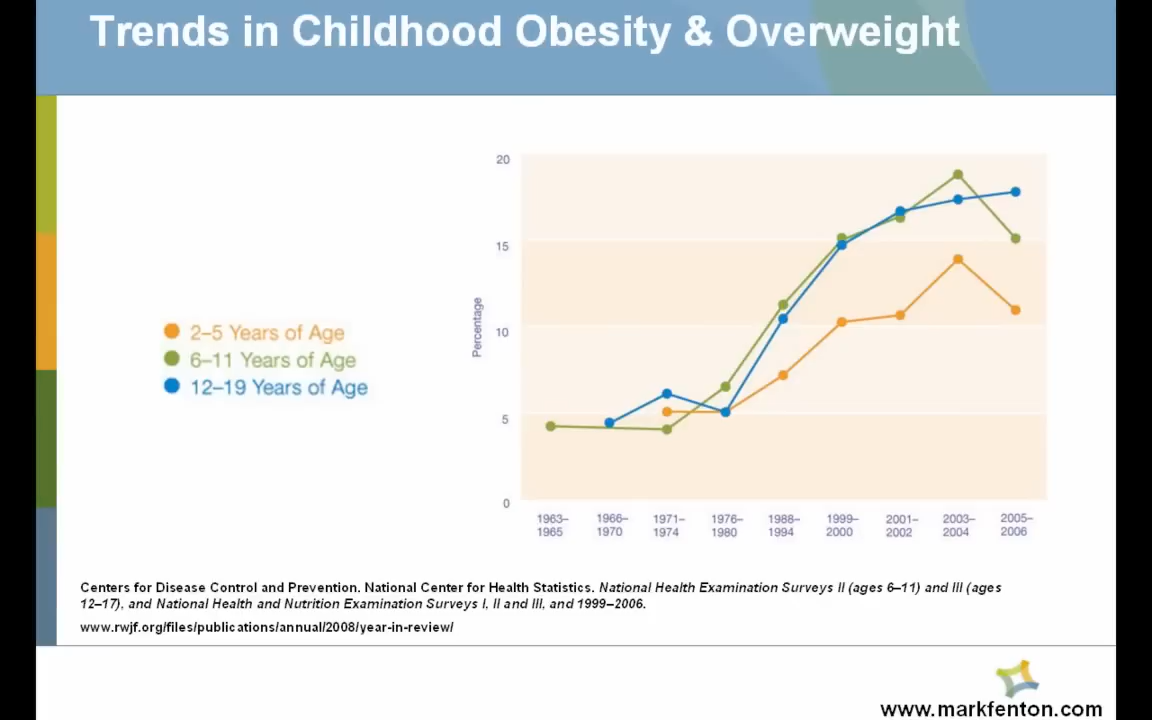 Trends in Childhood Obesity & Overweight
2–5 Years of Age
6–11 Years of Age
12–19 Years of Age
Percentage
20
15
10
5
0
1963–
1965
1966–
1970
1971–
1974
1976–
1980
1988–
1994
1999–
2000
2001–
2002
2003–
2004
2005–
2006
Centers for Disease Control and Prevention. National Center for Health Statistics. National Health Examination Surveys II (ages 6–11) and III (ages
12–17), and National Health and Nutrition Examination Surveys I, II and III, and 1999–2006.
www.rwjf.org/files/publications/annual/2008/year-in-review/
www.markfenton.com